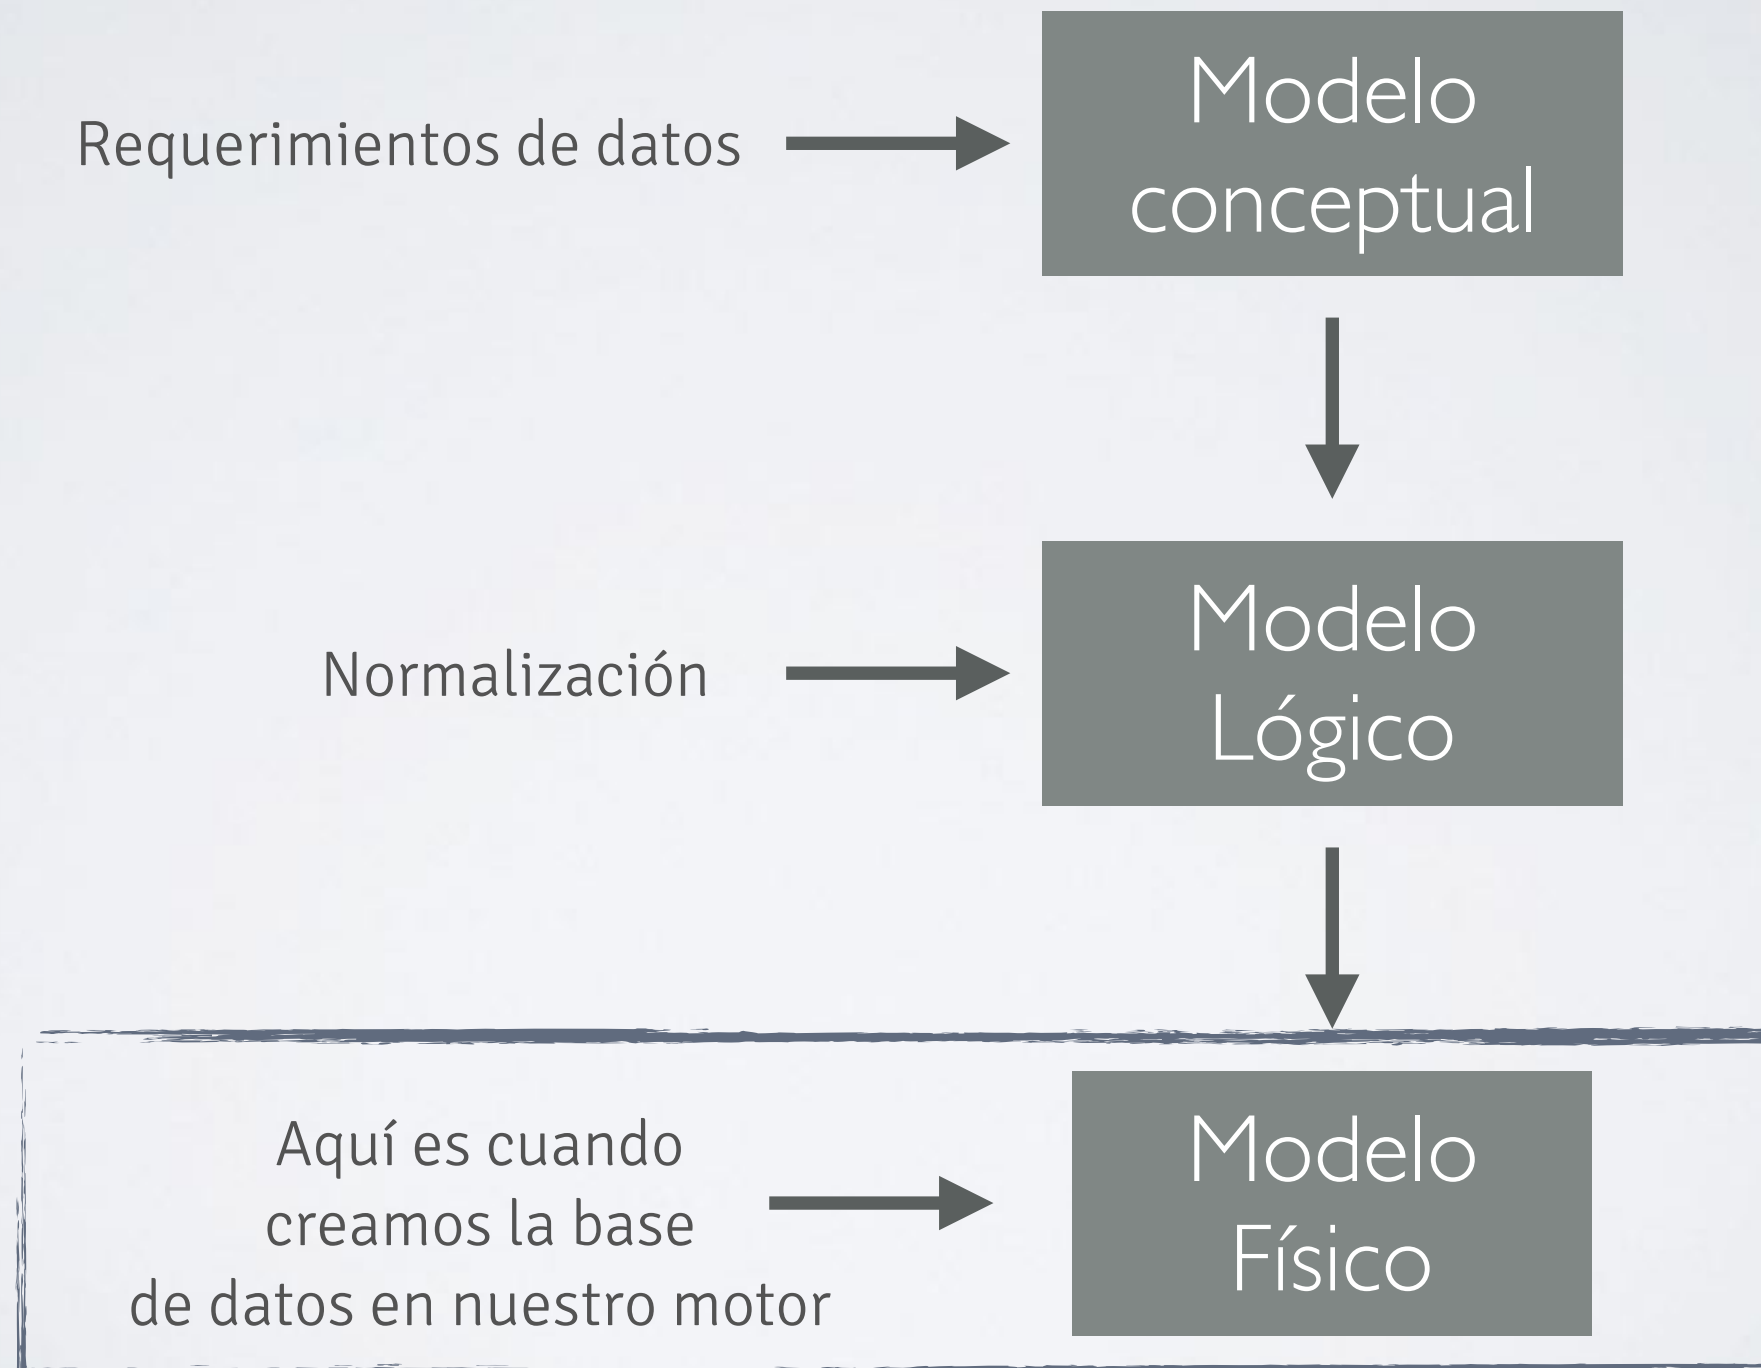 Requerimientos de datos
Modelo
conceptual
Normalización
Modelo
Lógico
Aquí es cuando
creamos la base
de datos en nuestro motor
Modelo
Físico